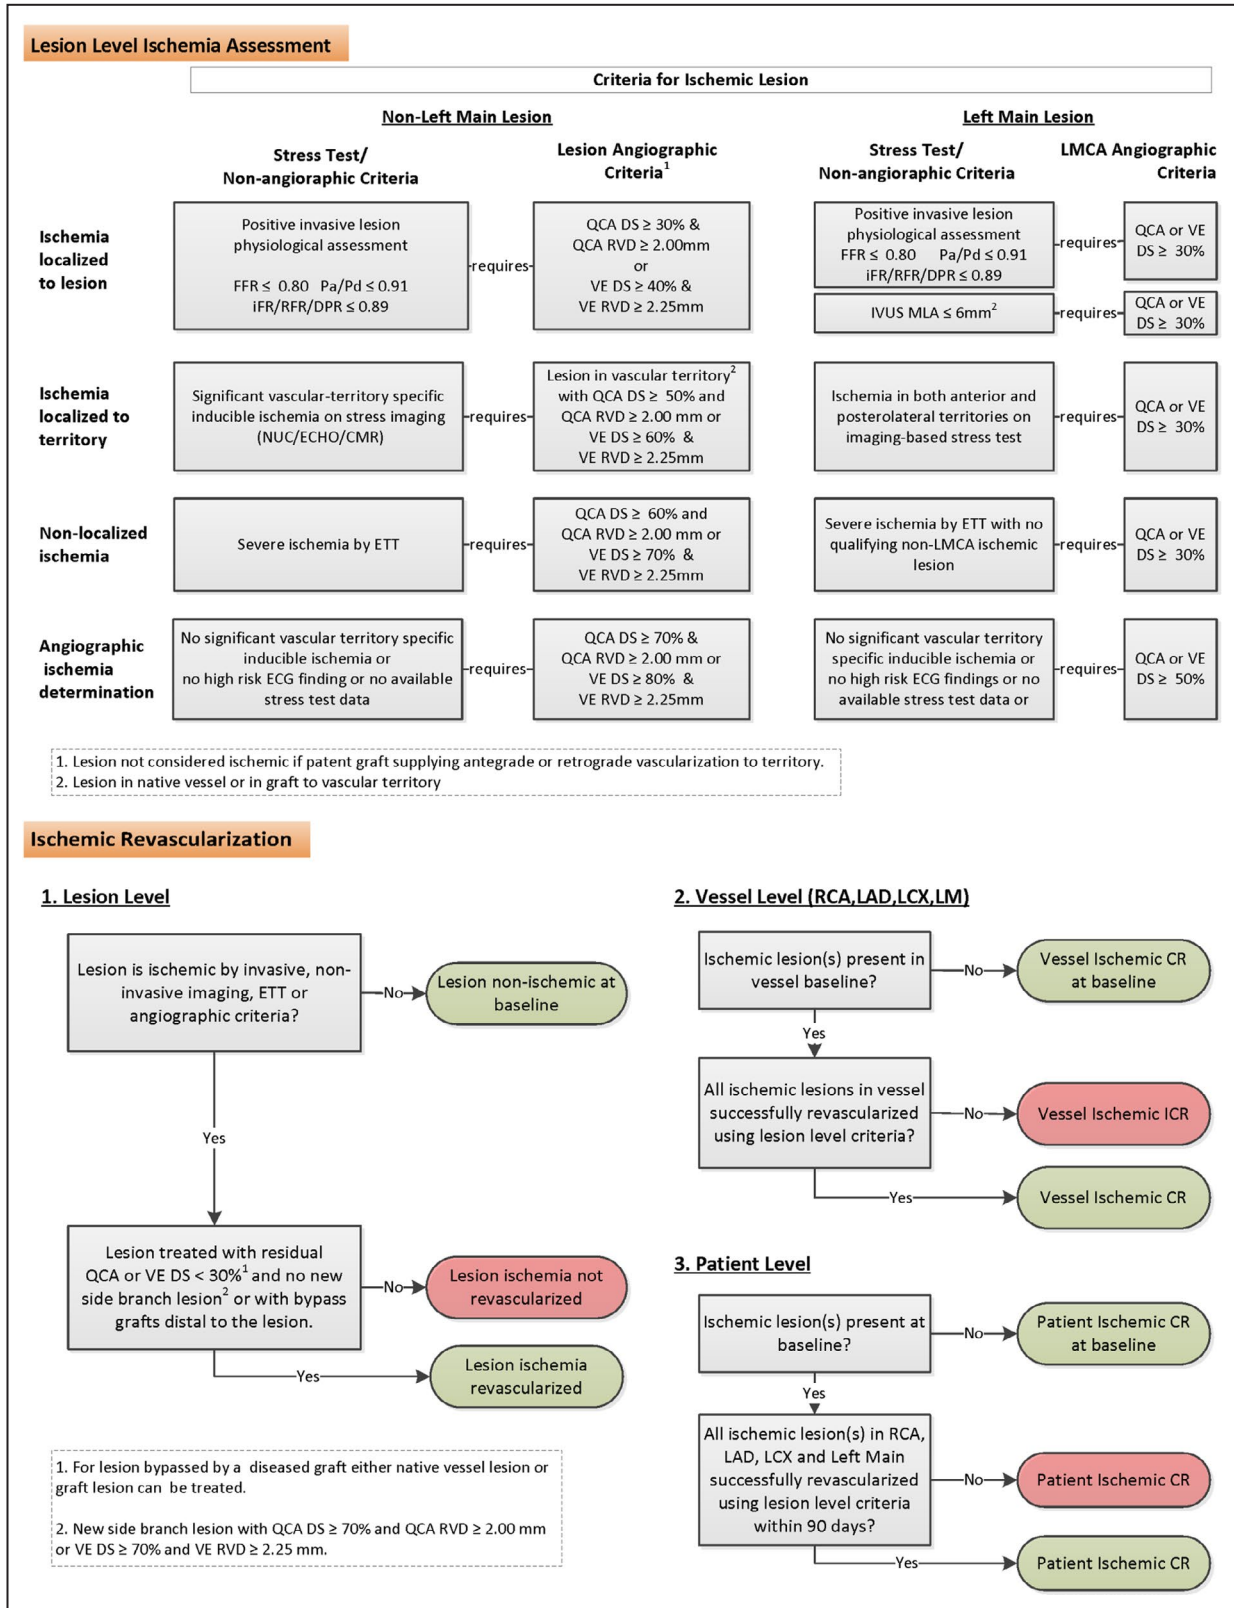 Lesion Level Ischemia Assessment
Criteria for Ischemic Lesion
Non-Left Main Lesion
Left Main Lesion
Stress Test/
Non-angioraphic Criteria
Lesion Angiographic
Criteria1
Stress Test/
Non-angiographic Criteria
LMCA Angiographic
Criteria
Ischemia
localized
to lesion
Positive invasive lesion
physiological assessment
FFR ≤ 0.80 Pa/Pd ≤ 0.91
iFR/RFR/DPR ≤ 0.89
requires
QCA DS ≥ 30% &
QCA RVD ≥ 2.00mm
or
VE DS ≥ 40% &
VE RVD ≥ 2.25mm
Positive invasive lesion
physiological assessment
FFR ≤ 0.80 Pa/Pd ≤ 0.91
iFR/RFR/DPR ≤ 0.89
requires
QCA or VE
DS ≥ 30%
IVUS MLA ≤ 6mm2
requires
QCA or VE
DS ≥ 30%
Ischemia
localized to
territory
Significant vascular-territory specific
inducible ischemia on stress imaging
(NUC/ECHO/CMR)
requires
Lesion in vascular territory2
with QCA DS ≥ 50% and
QCA RVD ≥ 2.00 mm or
VE DS ≥ 60% &
VE RVD ≥ 2.25mm
Ischemia in both anterior and
posterolateral territories on
imaging-based stress test
requires
QCA or VE
DS ≥ 30%
Non-localized
ischemia
Severe ischemia by ETT
requires
QCA DS ≥ 60% and
QCA RVD ≥ 2.00 mm or
VE DS ≥ 70% &
VE RVD ≥ 2.25mm
Severe ischemia by ETT with no
qualifying non-LMCA ischemic
lesion
requires
QCA or VE
DS ≥ 30%
Angiographic
ischemia
determination
No significant vascular territory specific
inducible ischemia or
no high risk ECG finding or no available
stress test data
requires
QCA DS ≥ 70% &
QCA RVD ≥ 2.00 mm or
VE DS ≥ 80% &
VE RVD ≥ 2.25mm
No significant vascular territory
specific inducible ischemia or
no high risk ECG findings or no
available stress test data or
requires
QCA or VE
DS ≥ 50%
1. Lesion not considered ischemic if patent graft supplying antegrade or retrograde vascularization to territory.
2. Lesion in native vessel or in graft to vascular territory
Ischemic Revascularization
1. Lesion Level
Lesion is ischemic by invasive, non-
invasive imaging, ETT or
angiographic criteria?
No
Lesion non-ischemic at
baseline
Yes
Lesion treated with residual
QCA or VE DS < 30%1 and no new
side branch lesion2 or with bypass
grafts distal to the lesion.
No
Lesion ischemia not
revascularized
Yes
Lesion ischemia
revascularized
1. For lesion bypassed by a diseased graft either native vessel lesion or
graft lesion can be treated.
2. New side branch lesion with QCA DS ≥ 70% and QCA RVD ≥ 2.00 mm
or VE DS ≥ 70% and VE RVD ≥ 2.25 mm.
2. Vessel Level (RCA,LAD,LCX,LM)
Ischemic lesion(s) present in
vessel baseline?
No
Vessel Ischemic CR
at baseline
Yes
All ischemic lesions in vessel
successfully revascularized
using lesion level criteria?
No
Vessel Ischemic ICR
Yes
Vessel Ischemic CR
3. Patient Level
Ischemic lesion(s) present at
baseline?
No
Patient Ischemic CR
at baseline
Yes
All ischemic lesion(s) in RCA,
LAD, LCX and Left Main
successfully revascularized
using lesion level criteria
within 90 days?
No
Patient Ischemic CR
Yes
Patient Ischemic CR